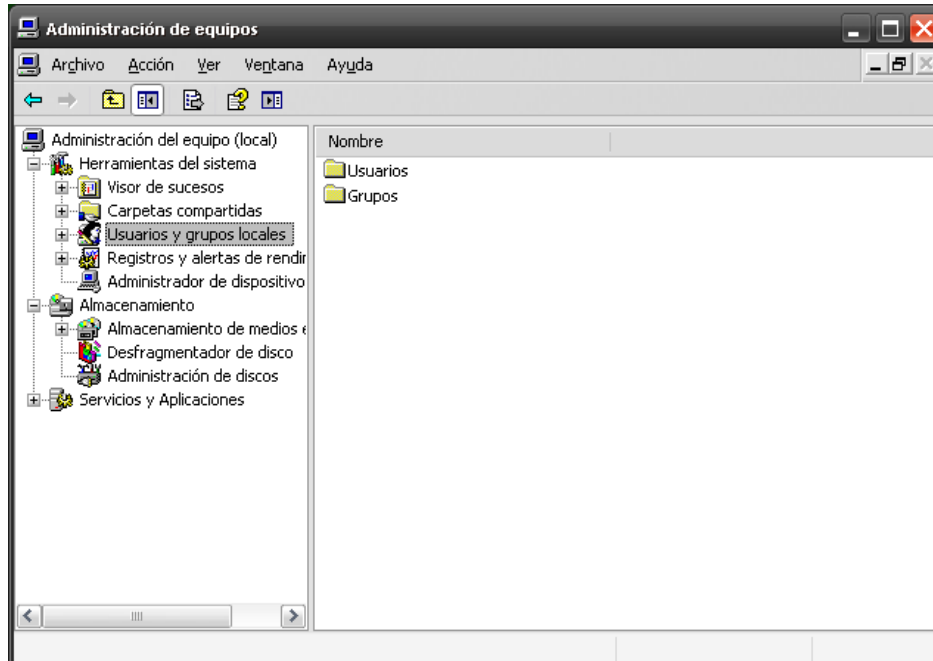 Administración de equipos
Archivo Acción Ver Ventana Ayuda
Administración del equipo (local)
Herramientas del sistema
Visor de sucesos
Carpetas compartidas
Usuarios y grupos locales
Registros y alertas de rendir
Administrador de dispositivo
Almacenamiento
Almacenamiento de medios e
Desfragmentador de disco
Administración de discos
Servicios y Aplicaciones
Nombre
Usuarios
Grupos